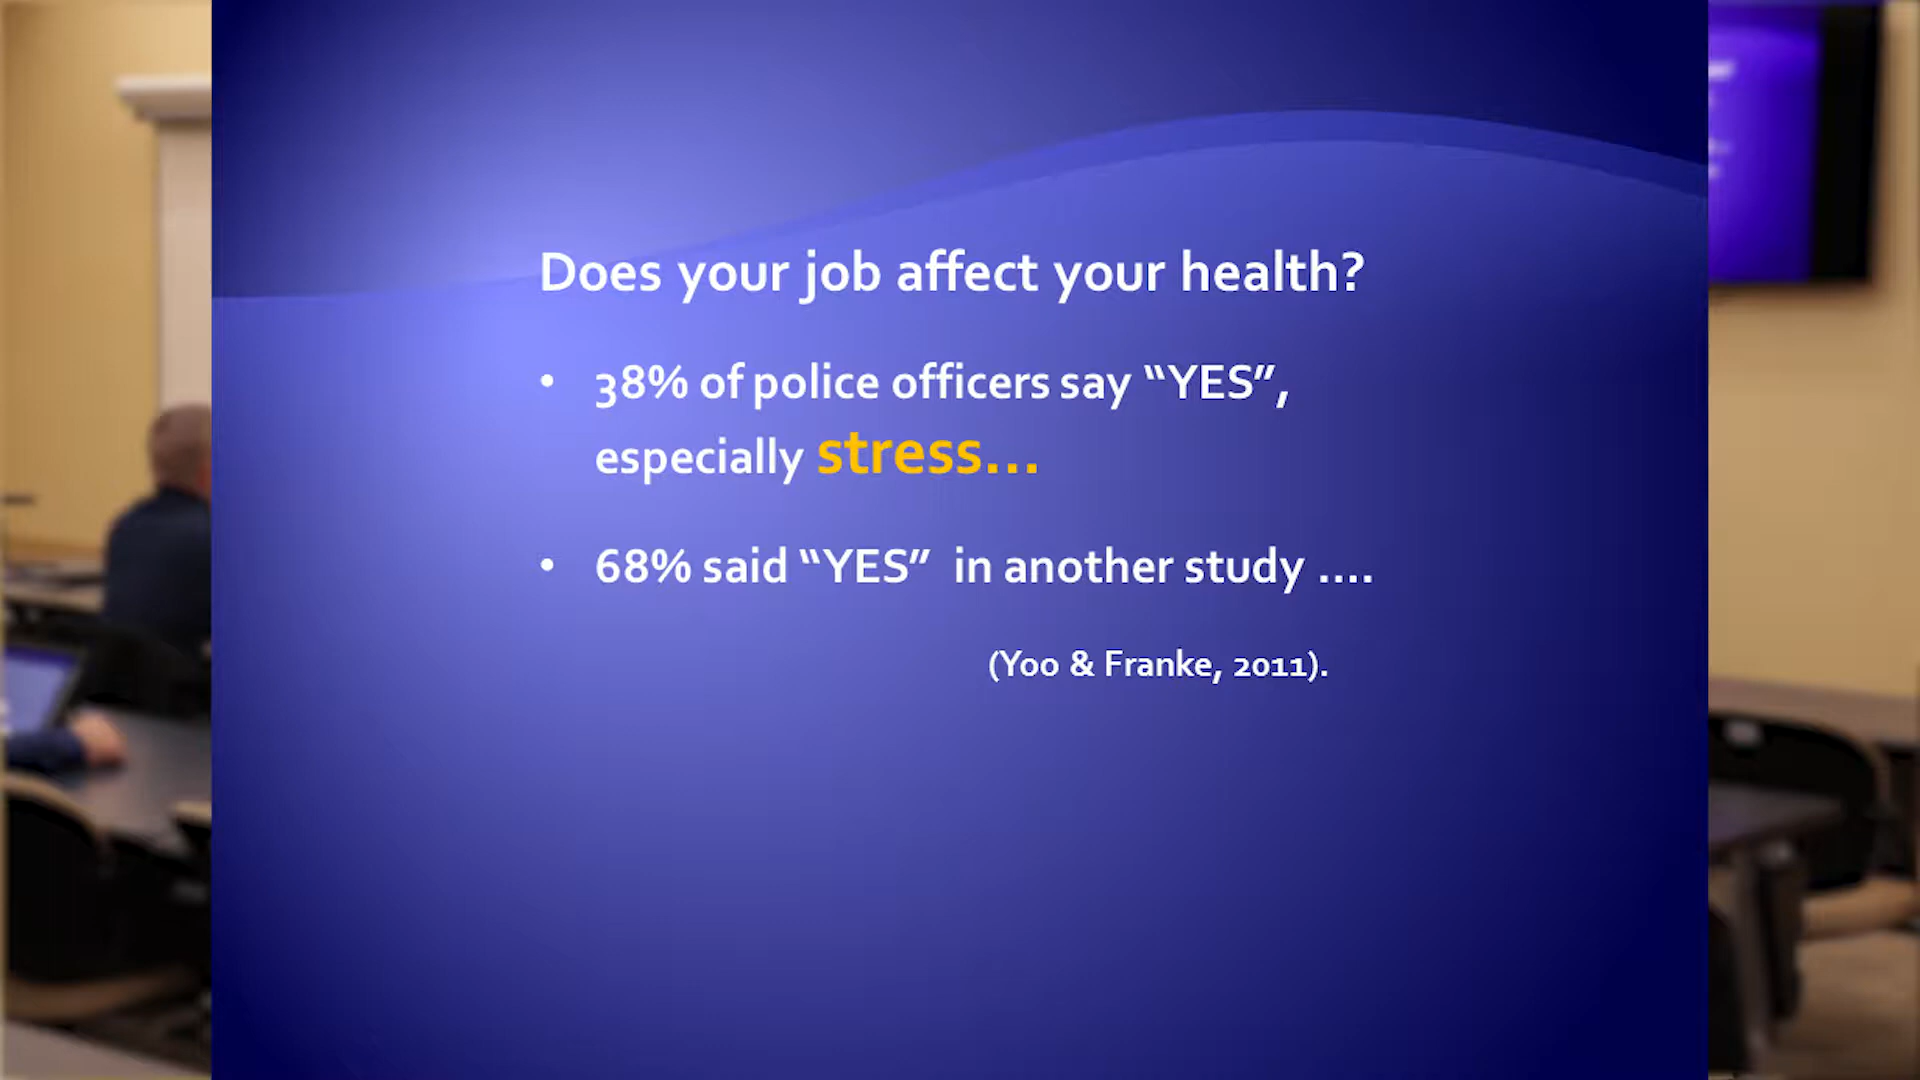 Does your job affect your health?
• 38% of police officers say “YES”,
especially stress...
• 68% said “YES” in another study ....
(Yoo & Franke, 2011).